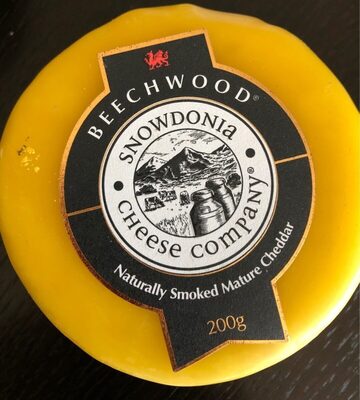 BEECHWOOD®
SNOWDONIA
CHEESE COMPANY®
Naturally Smoked Mature Cheddar
200g